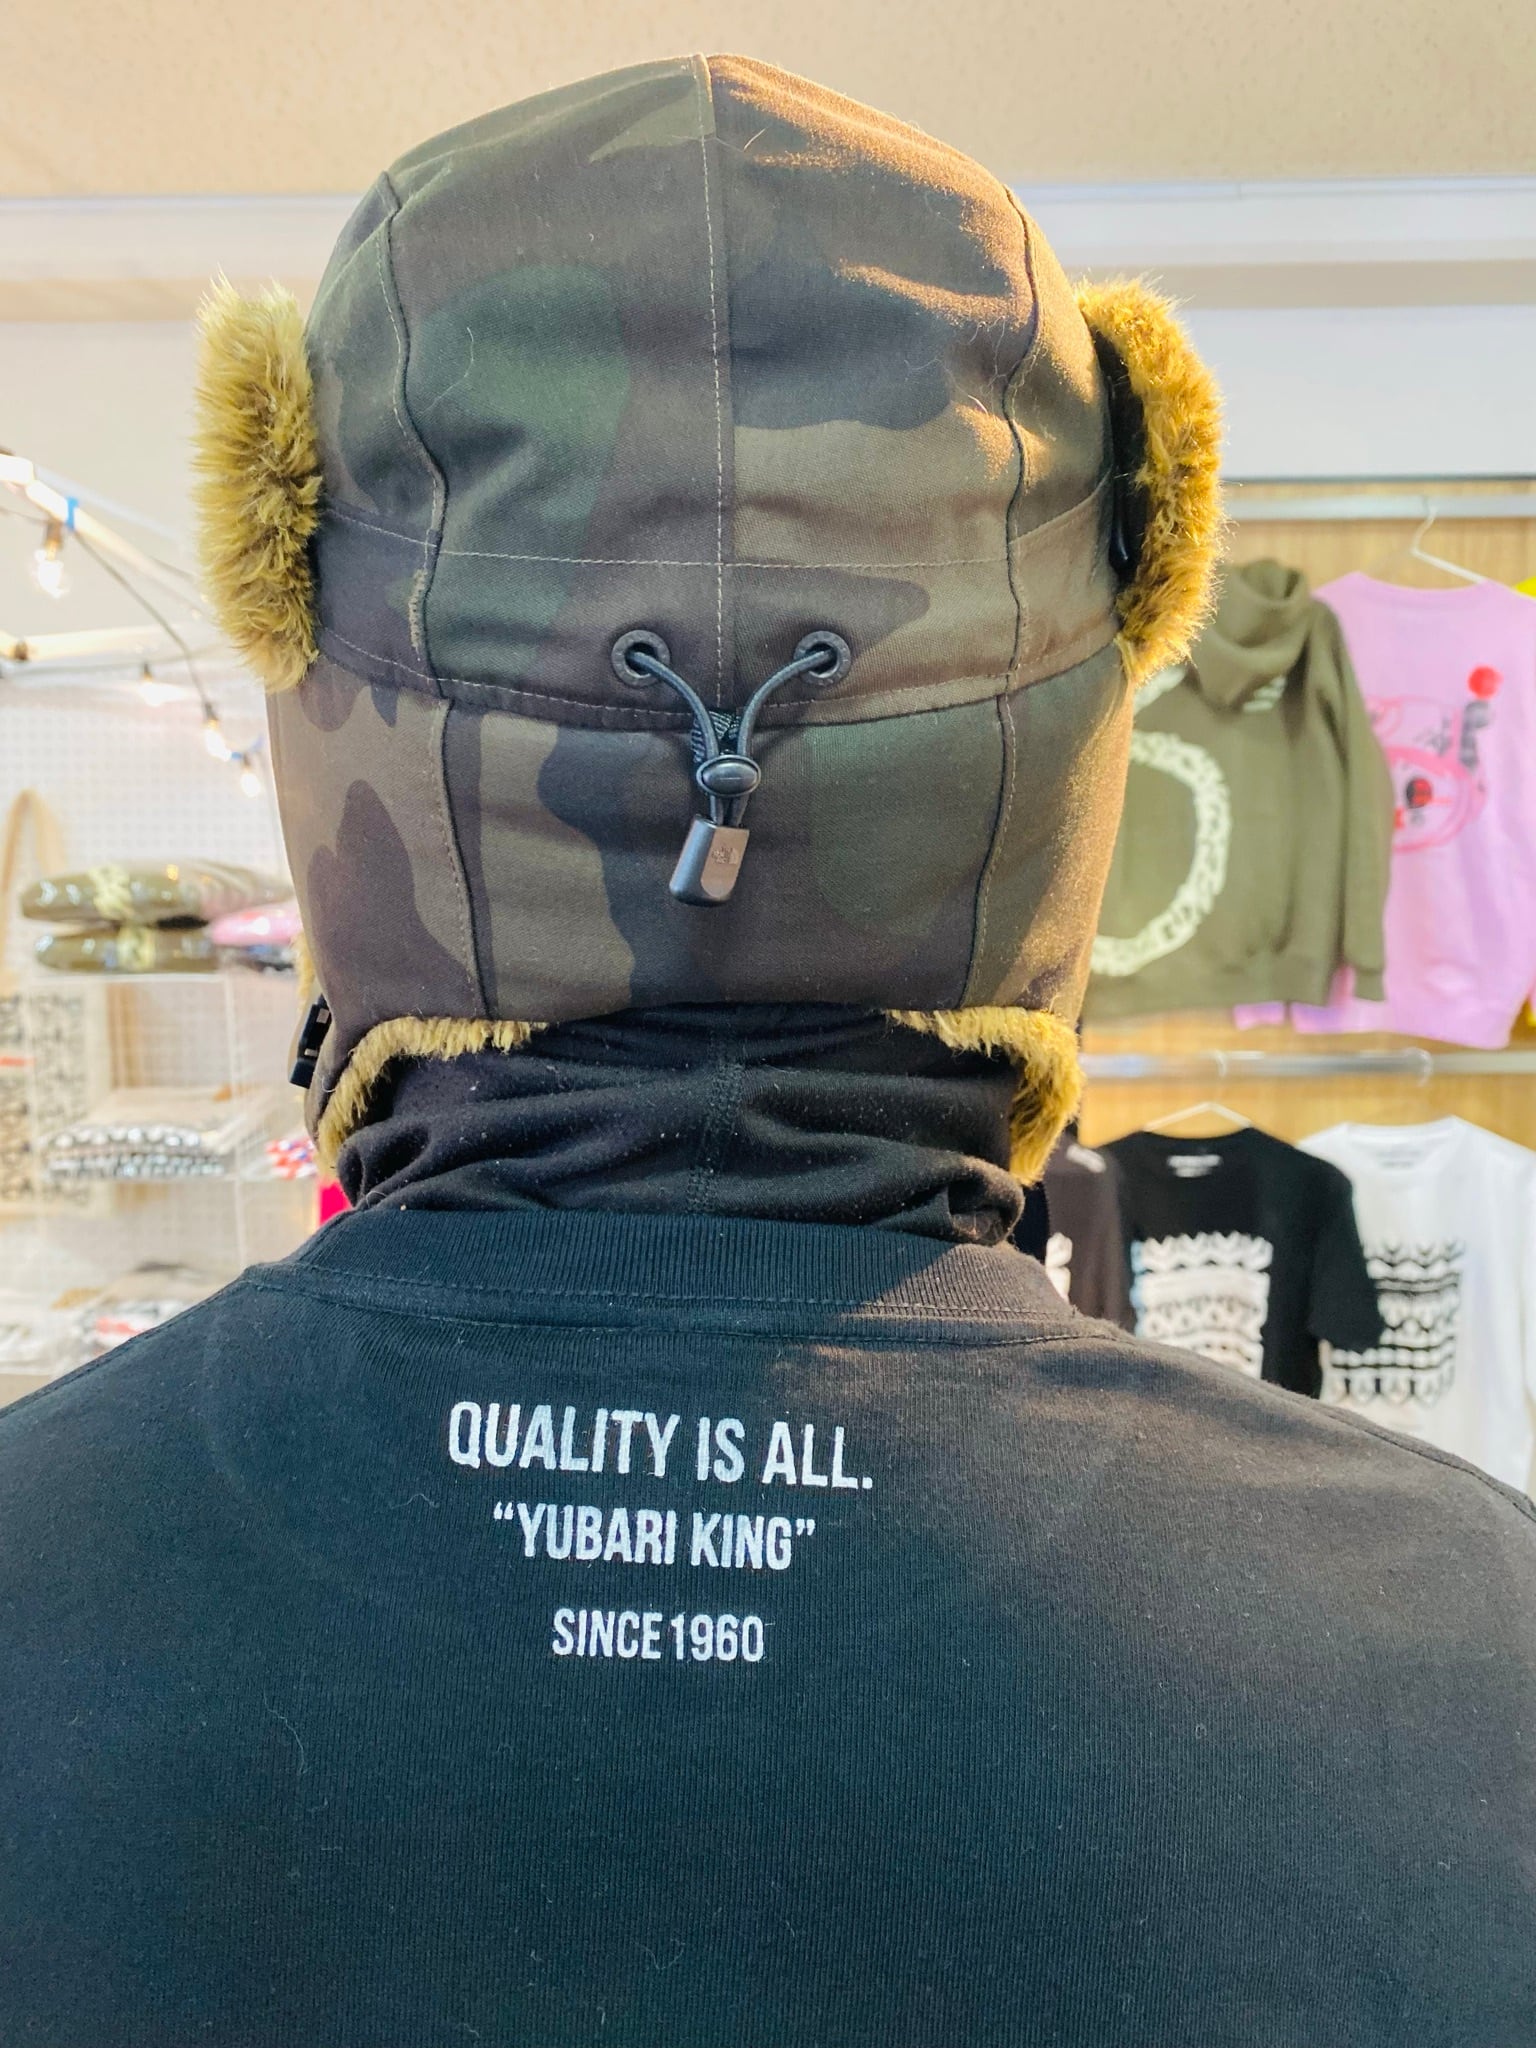 QUALITY IS ALL.
“YUBARI KING”
SINCE 1960